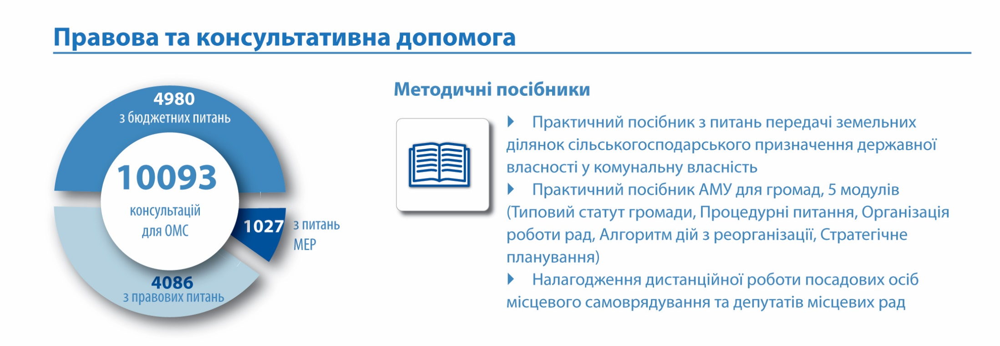 Правова та консультативна допомога
4980
з бюджетних питань
10093
консультацій
для ОМС
1027
з питань
МЕР
4086
з правових питань
Методичні посібники
Практичний посібник з питань передачі земельних
ділянок сільськогосподарського призначення державної
власності у комунальну власність
Практичний посібник АМУ для громад, 5 модулів
(Типовий статут громади, Процедурні питання, Організація
роботи рад, Алгоритм дій з реорганізації, Стратегічне
планування)
Налагодження дистанційної роботи посадових осіб
місцевого самоврядування та депутатів місцевих рад